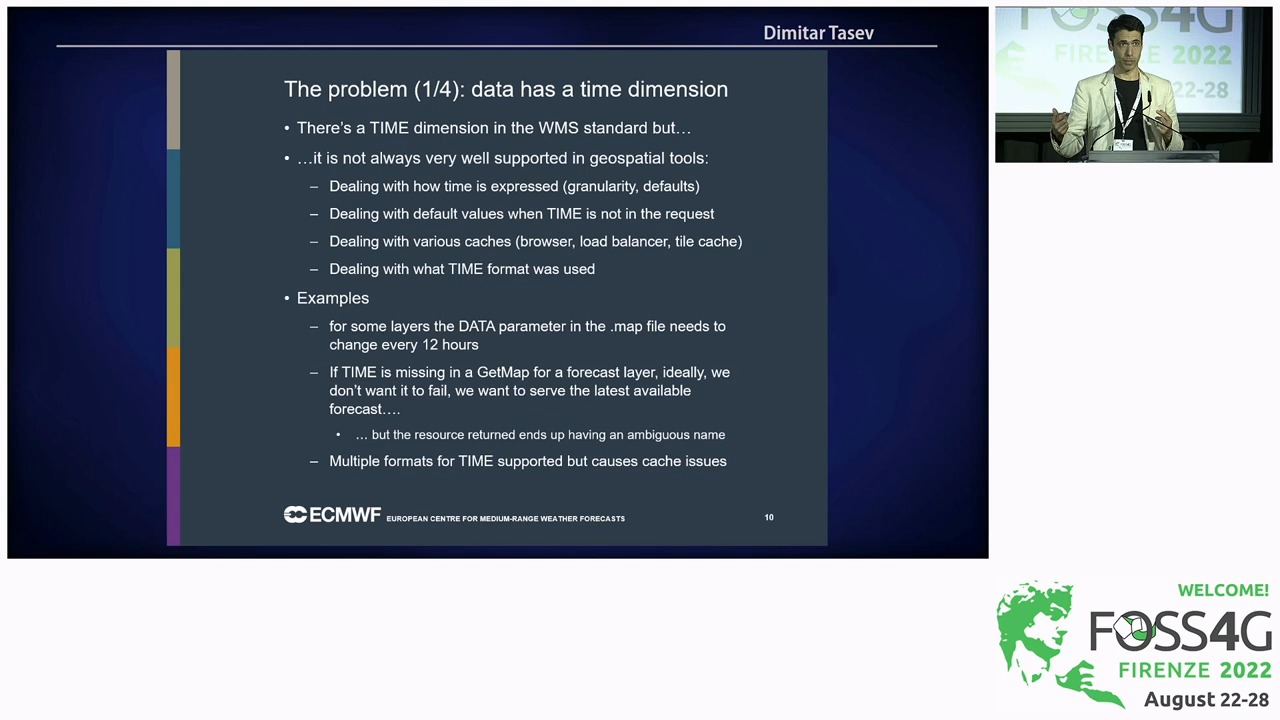 Dimitar Tasev
The problem (1/4): data has a time dimension
• There's a TIME dimension in the WMS standard but…
• …it is not always very well supported in geospatial tools:
– Dealing with how time is expressed (granularity, defaults)
– Dealing with default values when TIME is not in the request
– Dealing with various caches (browser, load balancer, tile cache)
– Dealing with what TIME format was used
• Examples
– for some layers the DATA parameter in the .map file needs to
change every 12 hours
– If TIME is missing in a GetMap for a forecast layer, ideally, we
don't want it to fail, we want to serve the latest available
forecast….
• … but the resource returned ends up having an ambiguous name
– Multiple formats for TIME supported but causes cache issues
ECMWF EUROPEAN CENTRE FOR MEDIUM-RANGE WEATHER FORECASTS
10
FOSS4G
FIRENZE 2022
22-28
WELCOME!
FOSS4G
FIRENZE 2022
August 22-28